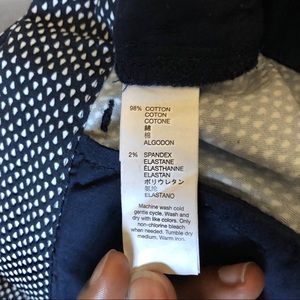 98% COTTON
COTON
COTONE
綿
棉
ALGODON
2% SPANDEX
ELASTANE
ELASTHANNE
ELASTAN
ポリウレタン
氨纶
ELASTANO
Machine wash cold
gentle cycle. Wash and
dry with like colors. Only
non-chlorine bleach
when needed. Tumble dry
medium. Warm iron.